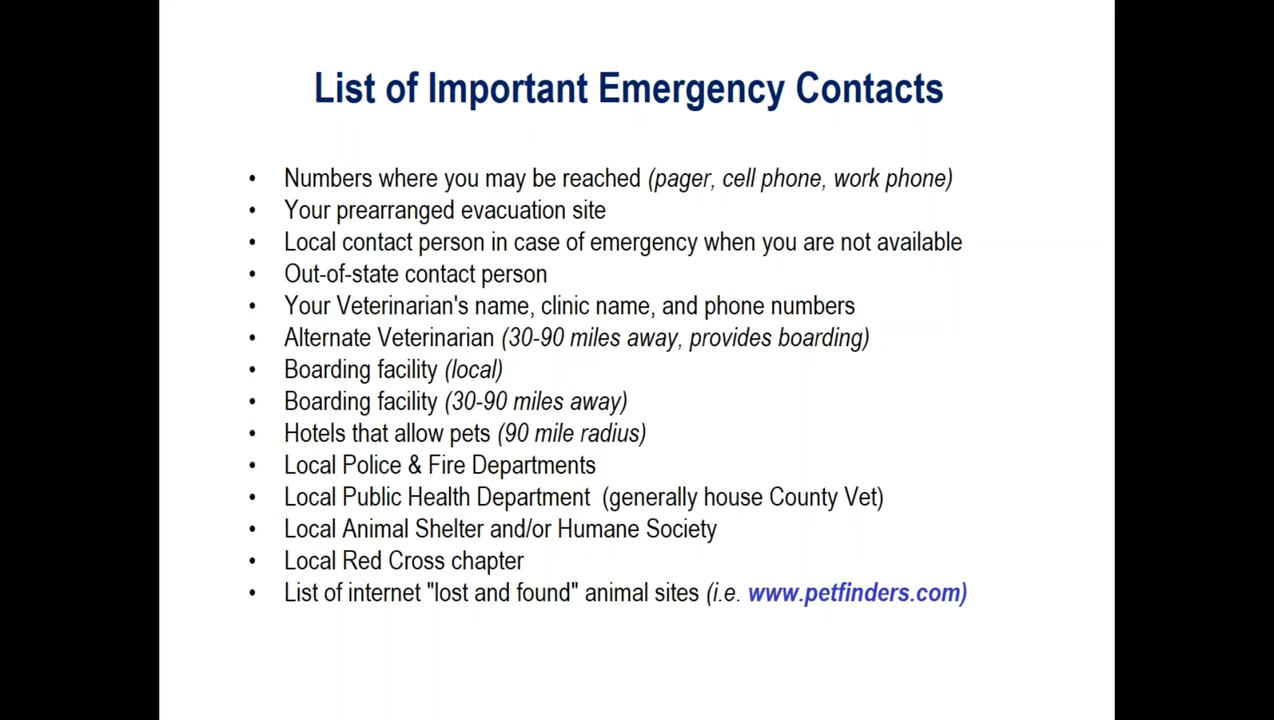 List of Important Emergency Contacts
• Numbers where you may be reached (pager, cell phone, work phone)
• Your prearranged evacuation site
• Local contact person in case of emergency when you are not available
• Out-of-state contact person
• Your Veterinarian's name, clinic name, and phone numbers
• Alternate Veterinarian (30-90 miles away, provides boarding)
• Boarding facility (local)
• Boarding facility (30-90 miles away)
• Hotels that allow pets (90 mile radius)
• Local Police & Fire Departments
• Local Public Health Department (generally house County Vet)
• Local Animal Shelter and/or Humane Society
• Local Red Cross chapter
• List of internet "lost and found" animal sites (i.e. www.petfinders.com)